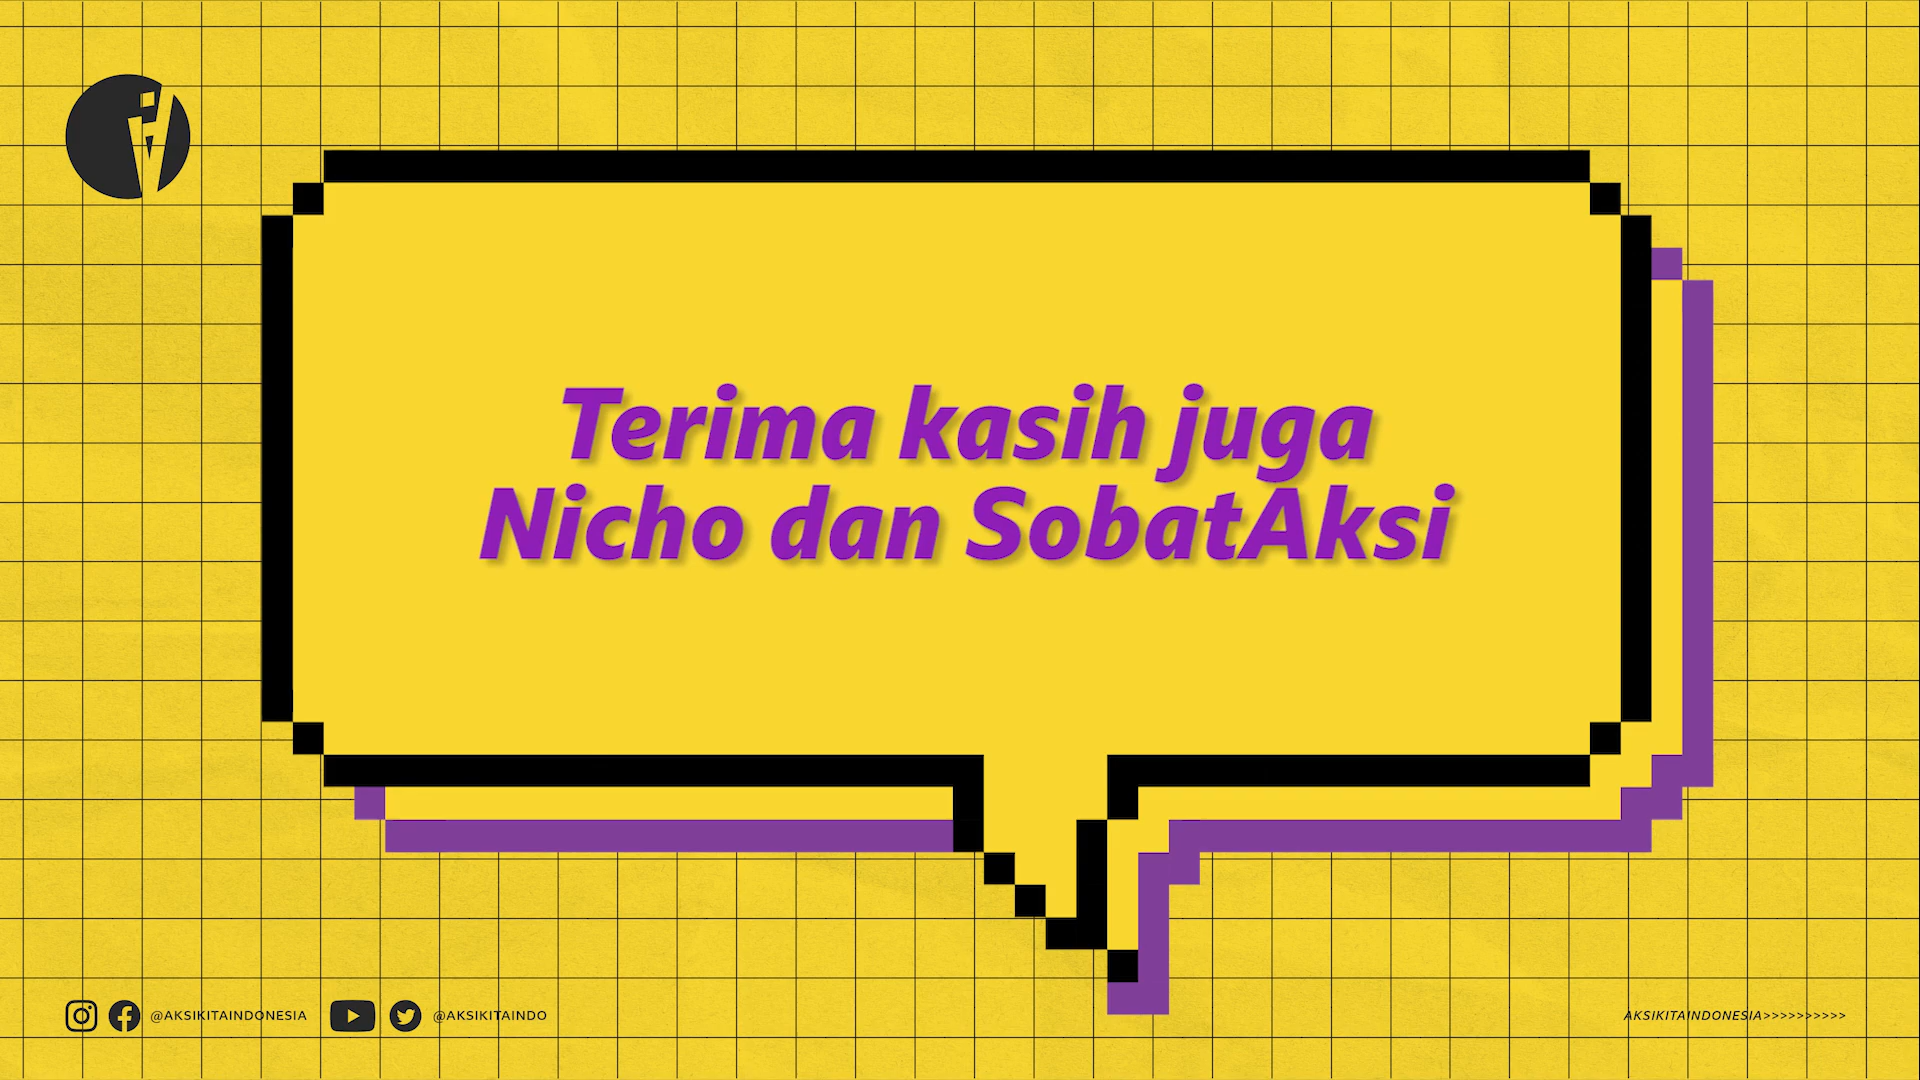 Terima kasih juga
Nicho dan SobatAksi
@AKSIKITAINDONESIA
@AKSIKITAINDO
AKSIKITAINDONESIA>>>>>>>>>>